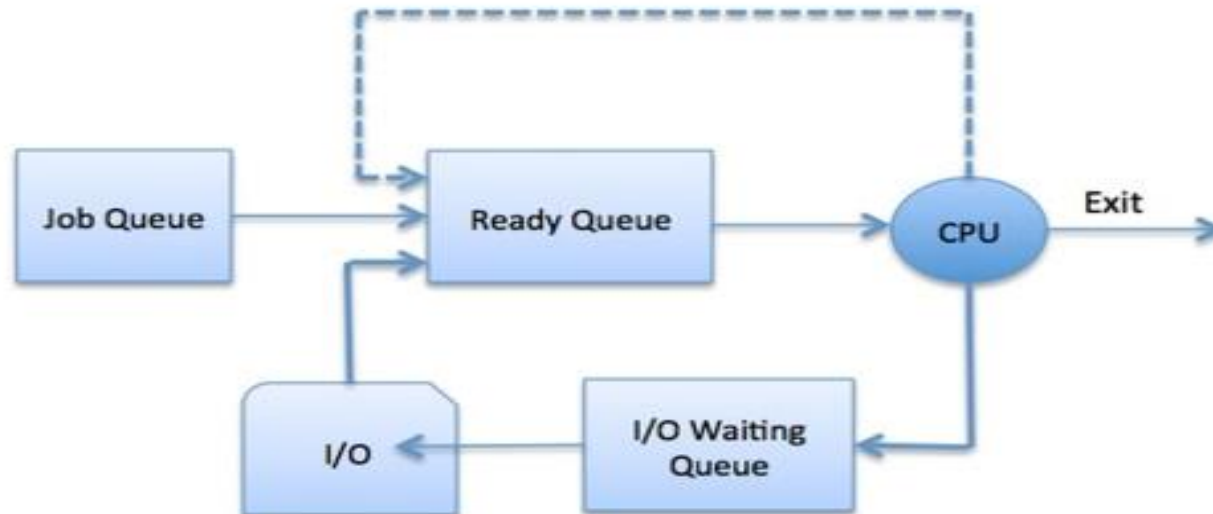 Job Queue
Ready Queue
CPU
Exit
I/O
I/O Waiting
Queue